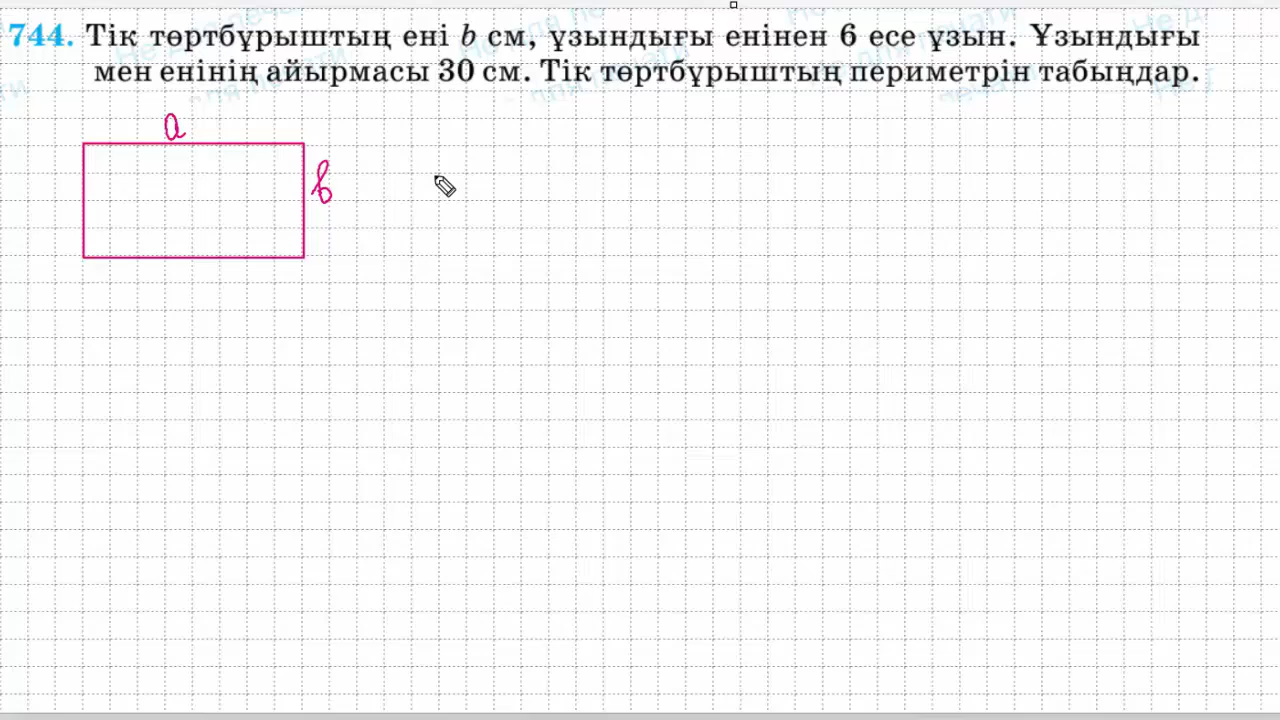 744. Тік төртбұрыштың ені b см, ұзындығы енінен 6 есе ұзын. Ұзындығы
мен енінің айырмасы 30 см. Тік төртбұрыштың периметрін табыңдар.
a
b